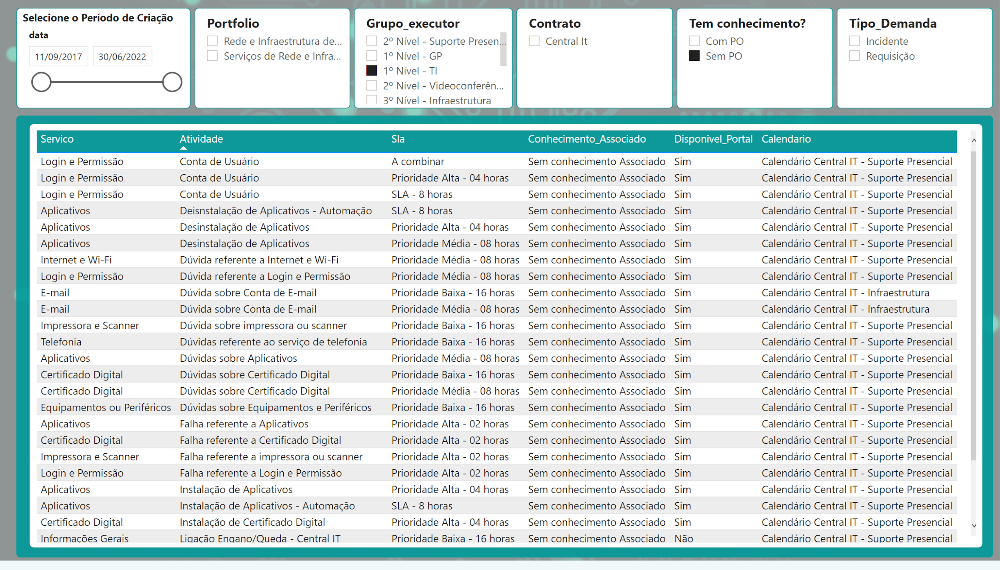 Selecione o Período de Criação
data
11/09/2017 30/06/2022
Portfolio
Rede e Infraestrutura de...
Serviços de Rede e Infra...
Grupo_executor
2º Nível - Suporte Presen...
1º Nível - GP
1º Nível - TI
2º Nível - Videoconferên...
3º Nível - Infraestrutura
Contrato
Central It
Tem conhecimento?
Com PO
Sem PO
Tipo_Demanda
Incidente
Requisição
Servico Atividade Sla Conhecimento_Associado Disponivel_Portal Calendario
Login e Permissão Conta de Usuário A combinar Sem conhecimento Associado Sim Calendário Central IT - Suporte Presencial
Login e Permissão Conta de Usuário Prioridade Alta - 04 horas Sem conhecimento Associado Sim Calendário Central IT - Suporte Presencial
Login e Permissão Conta de Usuário SLA - 8 horas Sem conhecimento Associado Sim Calendário Central IT - Suporte Presencial
Aplicativos Deisnstalação de Aplicativos - Automação SLA - 8 horas Sem conhecimento Associado Sim Calendário Central IT - Suporte Presencial
Aplicativos Desinstalação de Aplicativos Prioridade Alta - 04 horas Sem conhecimento Associado Sim Calendário Central IT - Suporte Presencial
Aplicativos Desinstalação de Aplicativos Prioridade Média - 08 horas Sem conhecimento Associado Sim Calendário Central IT - Suporte Presencial
Internet e Wi-Fi Dúvida referente a Internet e Wi-Fi Prioridade Média - 08 horas Sem conhecimento Associado Sim Calendário Central IT - Suporte Presencial
Login e Permissão Dúvida referente a Login e Permissão Prioridade Média - 08 horas Sem conhecimento Associado Sim Calendário Central IT - Suporte Presencial
E-mail Dúvida sobre Conta de E-mail Prioridade Baixa - 16 horas Sem conhecimento Associado Sim Calendário Central IT - Infraestrutura
E-mail Dúvida sobre Conta de E-mail Prioridade Média - 08 horas Sem conhecimento Associado Sim Calendário Central IT - Infraestrutura
Impressora e Scanner Dúvida sobre impressora ou scanner Prioridade Baixa - 16 horas Sem conhecimento Associado Sim Calendário Central IT - Suporte Presencial
Telefonia Dúvidas referente ao serviço de telefonia Prioridade Baixa - 16 horas Sem conhecimento Associado Sim Calendário Central IT - Suporte Presencial
Aplicativos Dúvidas sobre Aplicativos Prioridade Média - 08 horas Sem conhecimento Associado Sim Calendário Central IT - Suporte Presencial
Certificado Digital Dúvidas sobre Certificado Digital Prioridade Baixa - 16 horas Sem conhecimento Associado Sim Calendário Central IT - Suporte Presencial
Certificado Digital Dúvidas sobre Certificado Digital Prioridade Média - 08 horas Sem conhecimento Associado Sim Calendário Central IT - Suporte Presencial
Equipamentos ou Periféricos Dúvidas sobre Equipamentos e Periféricos Prioridade Baixa - 16 horas Sem conhecimento Associado Sim Calendário Central IT - Suporte Presencial
Aplicativos Falha referente a Aplicativos Prioridade Alta - 02 horas Sem conhecimento Associado Sim Calendário Central IT - Suporte Presencial
Certificado Digital Falha referente a Certificado Digital Prioridade Alta - 02 horas Sem conhecimento Associado Sim Calendário Central IT - Suporte Presencial
Impressora e Scanner Falha referente a impressora ou scanner Prioridade Alta - 02 horas Sem conhecimento Associado Sim Calendário Central IT - Suporte Presencial
Login e Permissão Falha referente a Login e Permissão Prioridade Alta - 02 horas Sem conhecimento Associado Sim Calendário Central IT - Suporte Presencial
Aplicativos Instalação de Aplicativos Prioridade Alta - 04 horas Sem conhecimento Associado Sim Calendário Central IT - Suporte Presencial
Aplicativos Instalação de Aplicativos - Automação SLA - 8 horas Sem conhecimento Associado Sim Calendário Central IT - Suporte Presencial
Certificado Digital Instalação de Certificado Digital Prioridade Alta - 04 horas Sem conhecimento Associado Sim Calendário Central IT - Suporte Presencial
Informações Gerais Ligação Engano/Queda - Central IT Prioridade Baixa - 16 horas Sem conhecimento Associado Não Calendário Central IT - Suporte Presencial